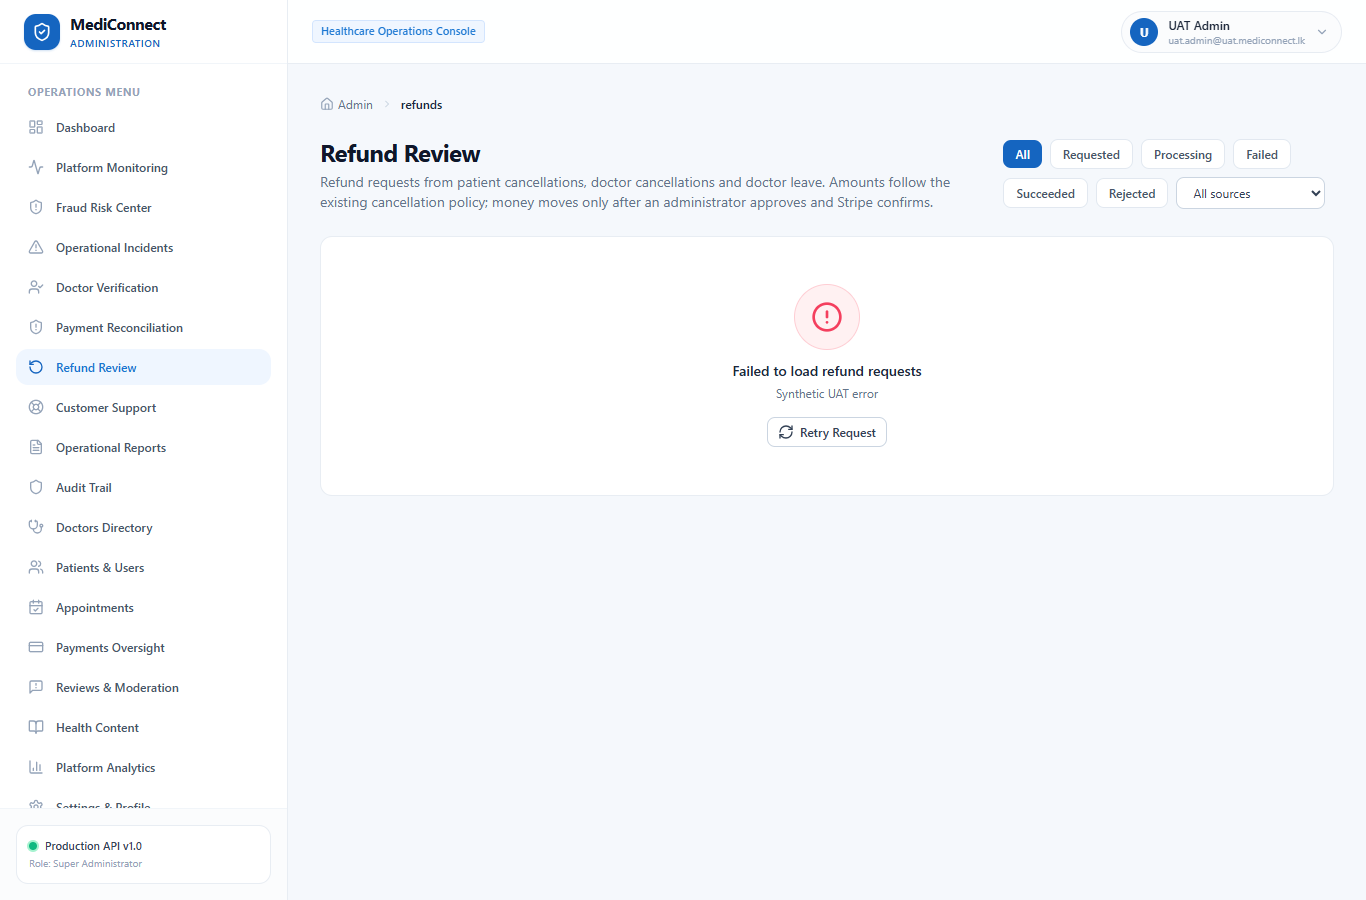 MediConnect
ADMINISTRATION
Healthcare Operations Console
U
UAT Admin
uat.admin@uat.mediconnect.lk
OPERATIONS MENU
Dashboard
Platform Monitoring
Fraud Risk Center
Operational Incidents
Doctor Verification
Payment Reconciliation
Refund Review
Customer Support
Operational Reports
Audit Trail
Doctors Directory
Patients & Users
Appointments
Payments Oversight
Reviews & Moderation
Health Content
Platform Analytics
Settings & Profile
Production API v1.0
Role: Super Administrator
Admin
refunds
Refund Review
Refund requests from patient cancellations, doctor cancellations and doctor leave. Amounts follow the
existing cancellation policy; money moves only after an administrator approves and Stripe confirms.
All
Requested
Processing
Failed
Succeeded
Rejected
All sources
Failed to load refund requests
Synthetic UAT error
Retry Request